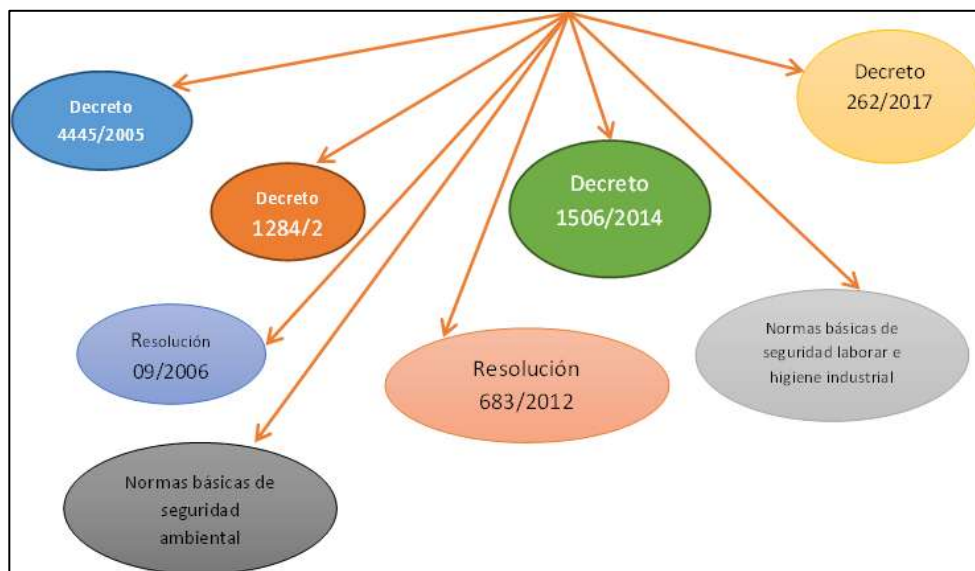 Decreto
4445/2005
Decreto
262/2017
Decreto
1284/2
Decreto
1506/2014
Resolución
09/2006
Resolución
683/2012
Normas básicas de
seguridad laborar e
higiene industrial
Normas básicas de
seguridad
ambiental